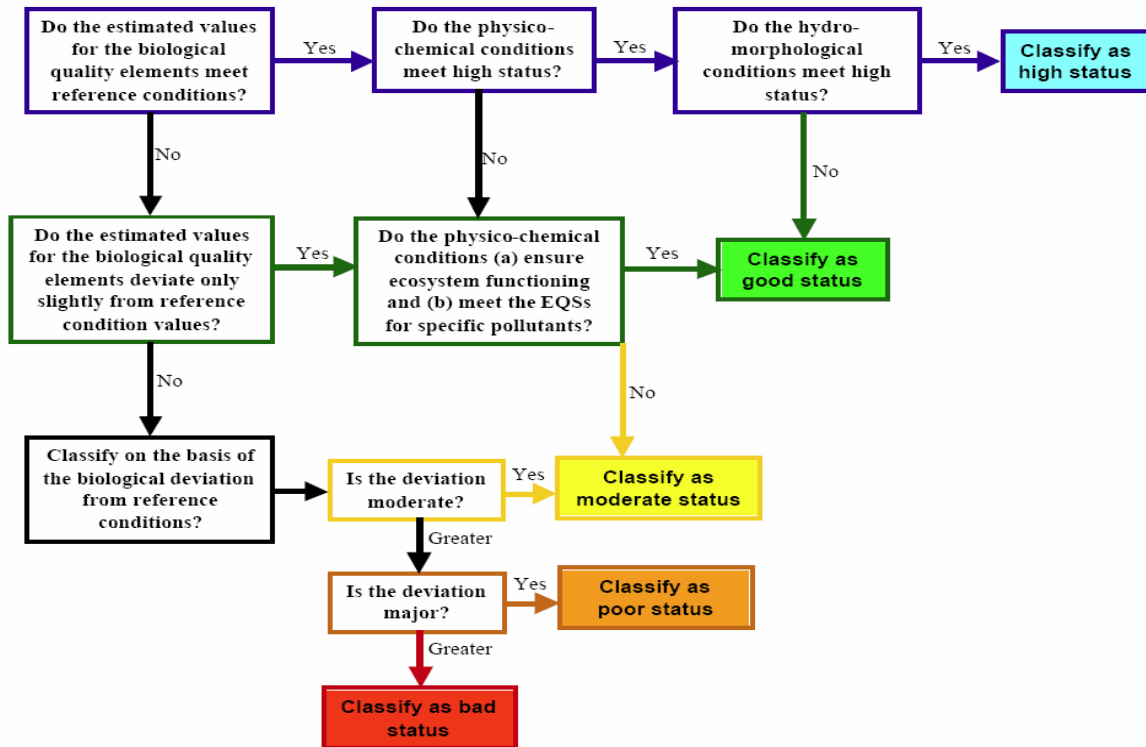 Do the estimated values
for the biological
quality elements meet
reference conditions?
Yes
Do the physico-
chemical conditions
meet high status?
Yes
Do the hydro-
morphological
conditions meet high
status?
Yes
Classify as
high status
No
No
No
Do the estimated values
for the biological quality
elements deviate only
slightly from reference
condition values?
Yes
Do the physico-chemical
conditions (a) ensure
ecosystem functioning
and (b) meet the EQSs
for specific pollutants?
Yes
Classify as
good status
No
No
Classify on the basis of
the biological deviation
from reference
conditions?
Is the deviation
moderate?
Yes
Classify as
moderate status
Greater
Is the deviation
major?
Yes
Classify as
poor status
Greater
Classify as bad
status